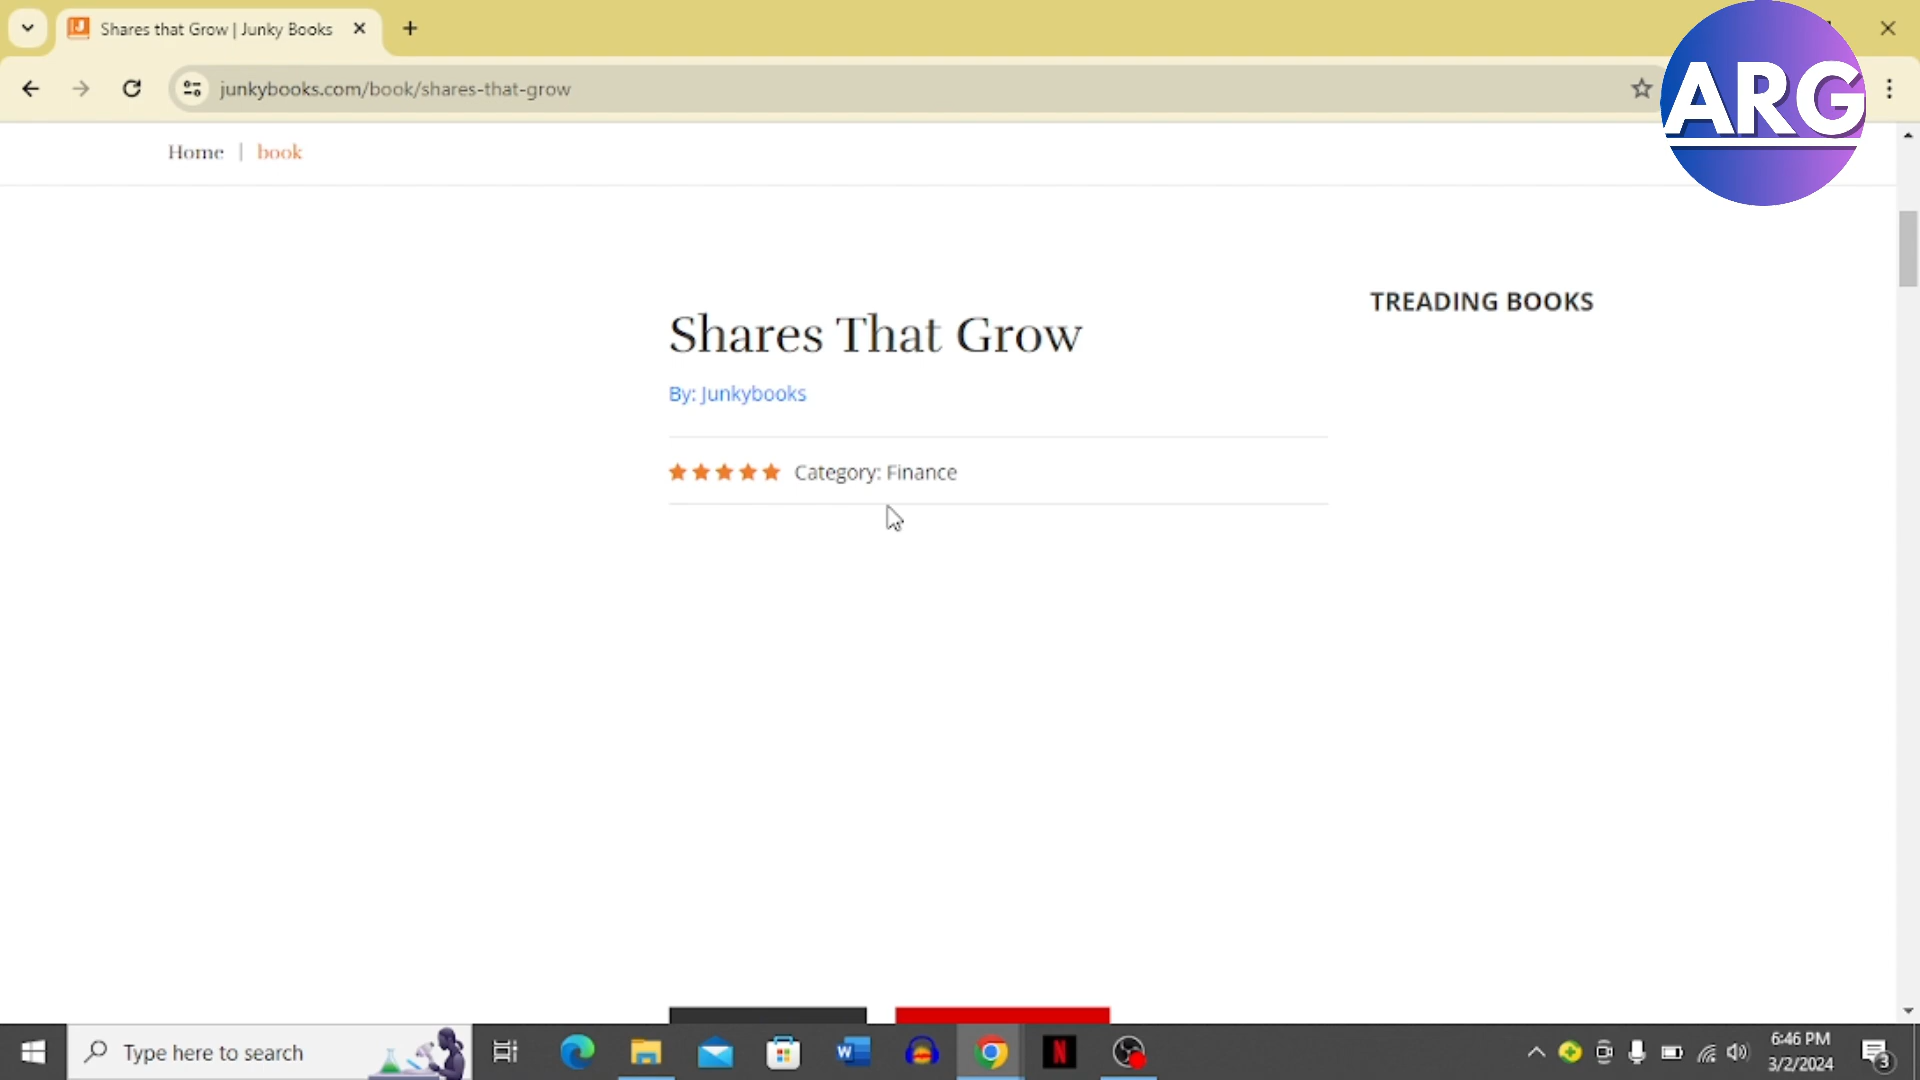 Shares that Grow | Junky Books
junkybooks.com/book/shares-that-grow
ARG
Home | book
Shares That Grow
TREADING BOOKS
By: Junkybooks
Category: Finance
Type here to search
6:46 PM
3/2/2024
3